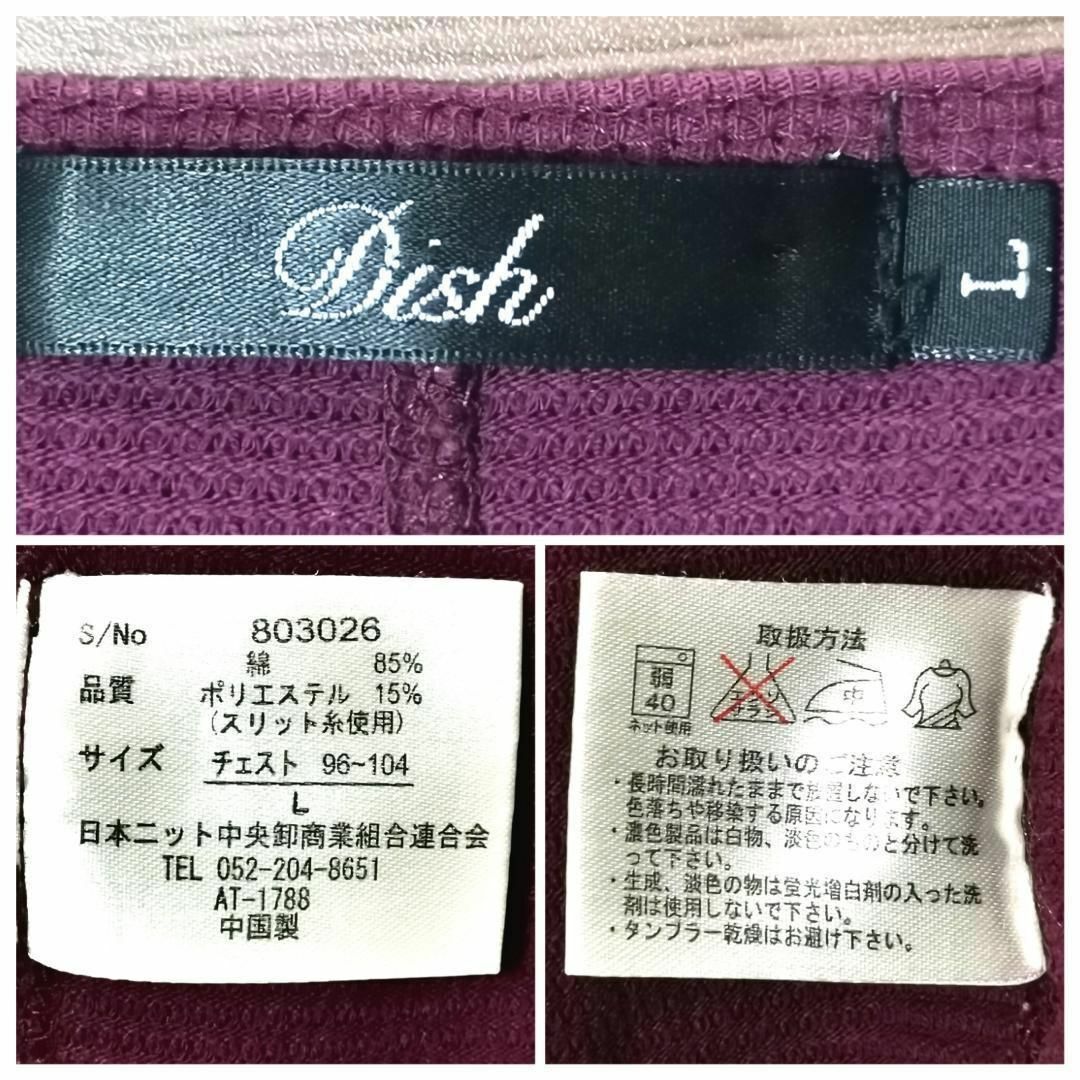 Dish
L
S/No 803026
品質 綿 85%
ポリエステル 15%
(スリット糸使用)
サイズ チェスト 96~104
L
日本ニット中央卸商業組合連合会
TEL 052-204-8651
AT-1788
中国製
取扱方法
弱
40
ネット使用
エンソ
サラシ
中
お取り扱いのご注意
・長時間濡れたままで放置しないで下さい。
色落ちや移染する原因になります。
・濃色製品は白物、淡色のものと分けて洗
って下さい。
・生成、淡色の物は蛍光増白剤の入った洗
剤は使用しないで下さい。
・タンブラー乾燥はお避け下さい。